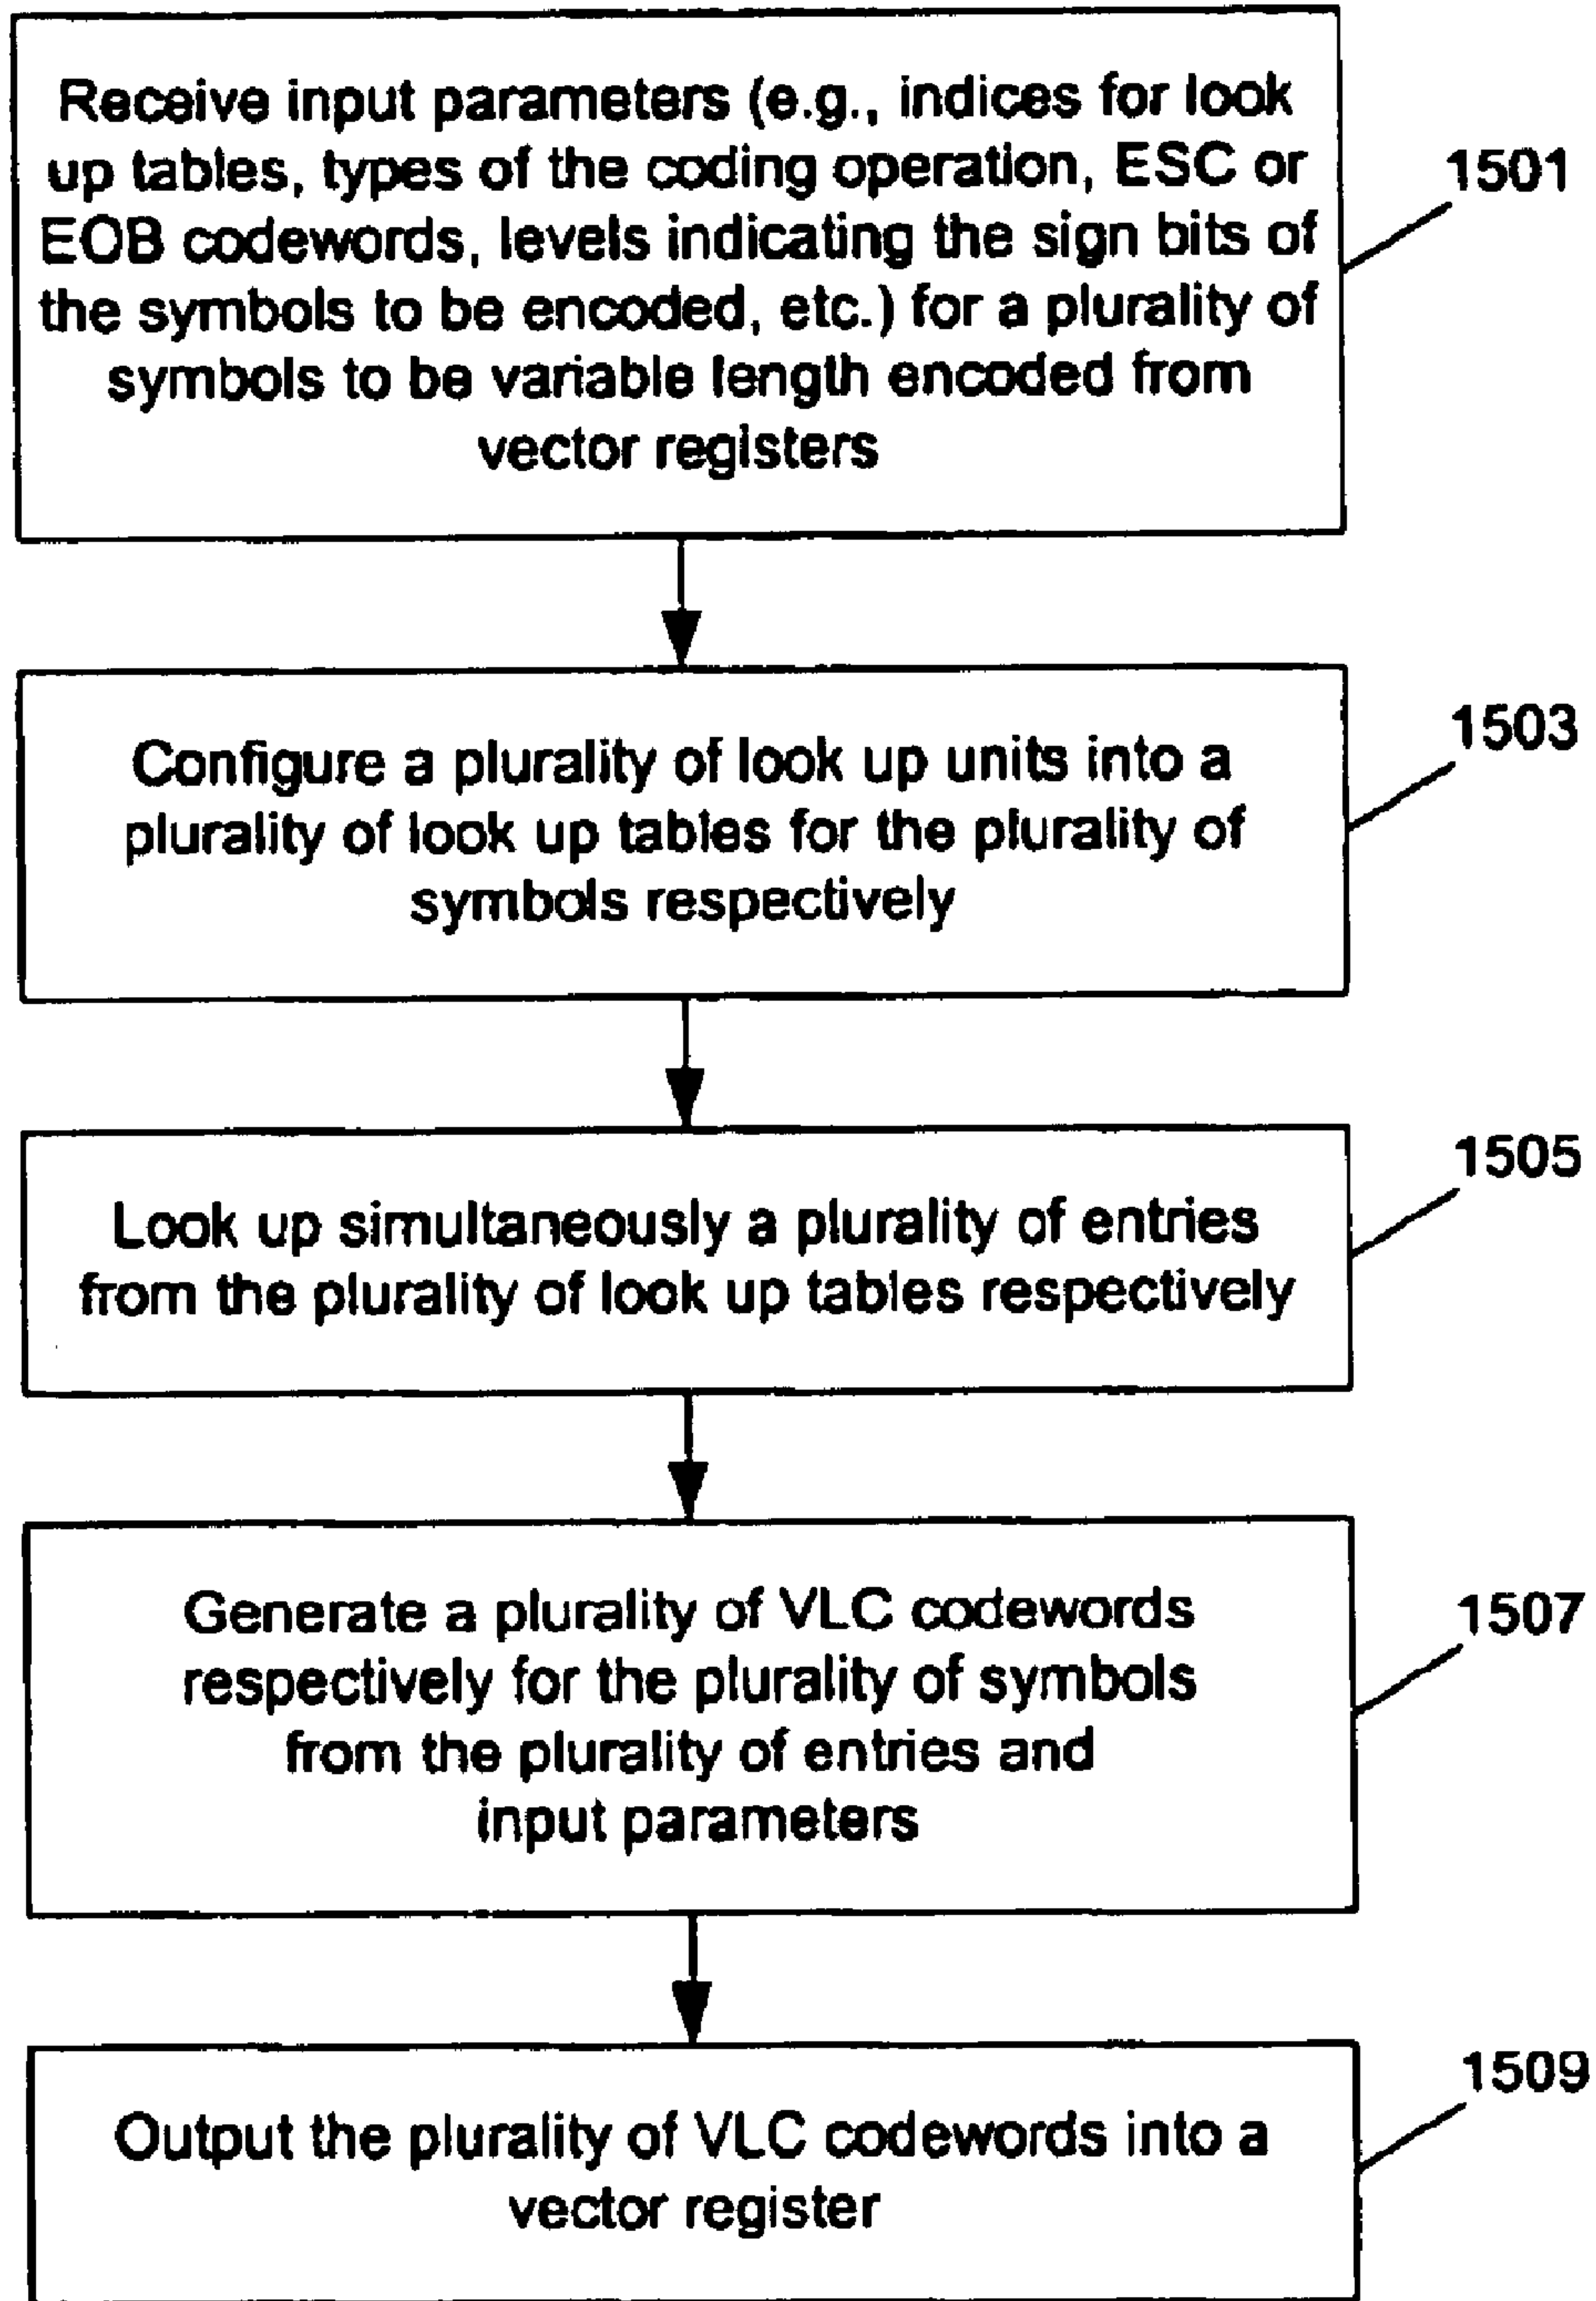 Receive input parameters (e.g., indices for look
up tables, types of the coding operation, ESC or
EOB codewords, levels indicating the sign bits of
the symbols to be encoded, etc.) for a plurality of
symbols to be variable length encoded from
vector registers
1501
Configure a plurality of look up units into a
plurality of look up tables for the plurality of
symbols respectively
1503
Look up simultaneously a plurality of entries
from the plurality of look up tables respectively
1505
Generate a plurality of VLC codewords
respectively for the plurality of symbols
from the plurality of entries and
input parameters
1507
Output the plurality of VLC codewords into a
vector register
1509